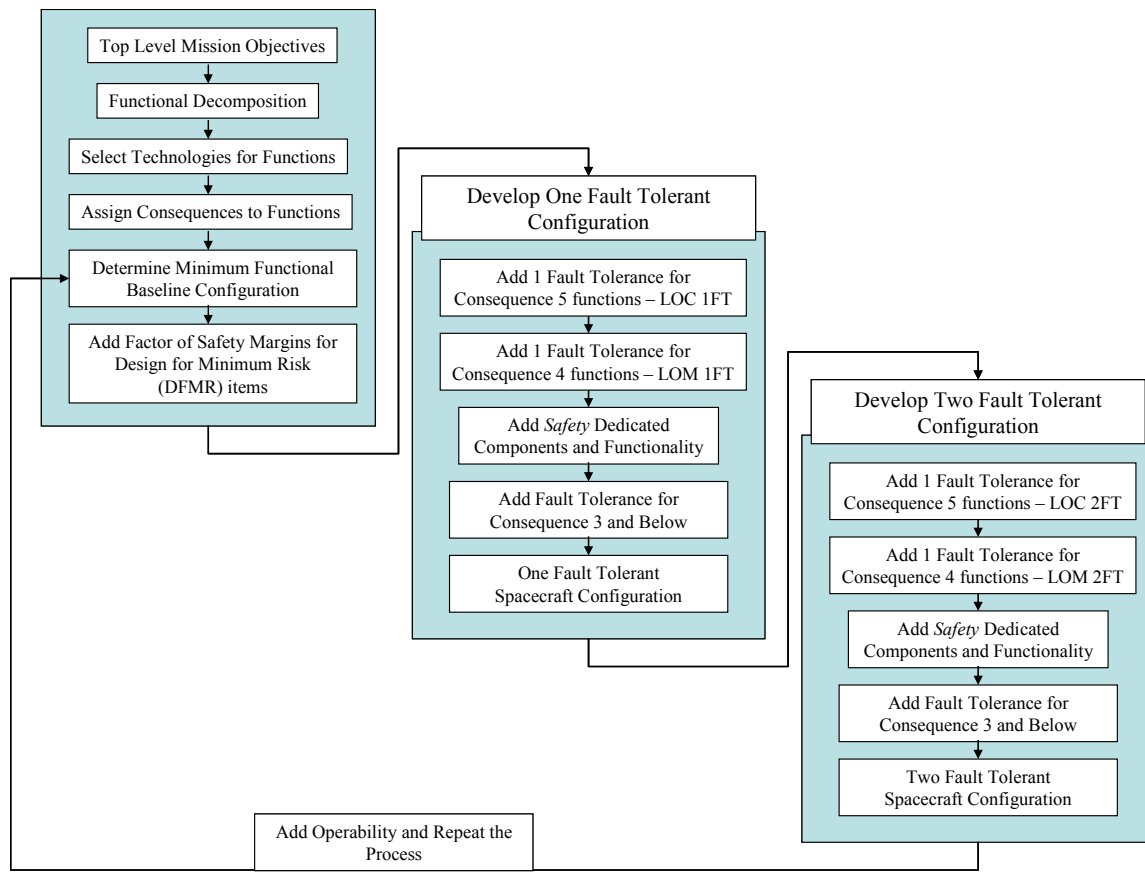 Top Level Mission Objectives
Functional Decomposition
Select Technologies for Functions
Assign Consequences to Functions
Determine Minimum Functional
Baseline Configuration
Add Factor of Safety Margins for
Design for Minimum Risk
(DFMR) items
Develop One Fault Tolerant
Configuration
Add 1 Fault Tolerance for
Consequence 5 functions – LOC 1FT
Add 1 Fault Tolerance for
Consequence 4 functions – LOM 1FT
Add Safety Dedicated
Components and Functionality
Add Fault Tolerance for
Consequence 3 and Below
One Fault Tolerant
Spacecraft Configuration
Develop Two Fault Tolerant
Configuration
Add 1 Fault Tolerance for
Consequence 5 functions – LOC 2FT
Add 1 Fault Tolerance for
Consequence 4 functions – LOM 2FT
Add Safety Dedicated
Components and Functionality
Add Fault Tolerance for
Consequence 3 and Below
Two Fault Tolerant
Spacecraft Configuration
Add Operability and Repeat the
Process